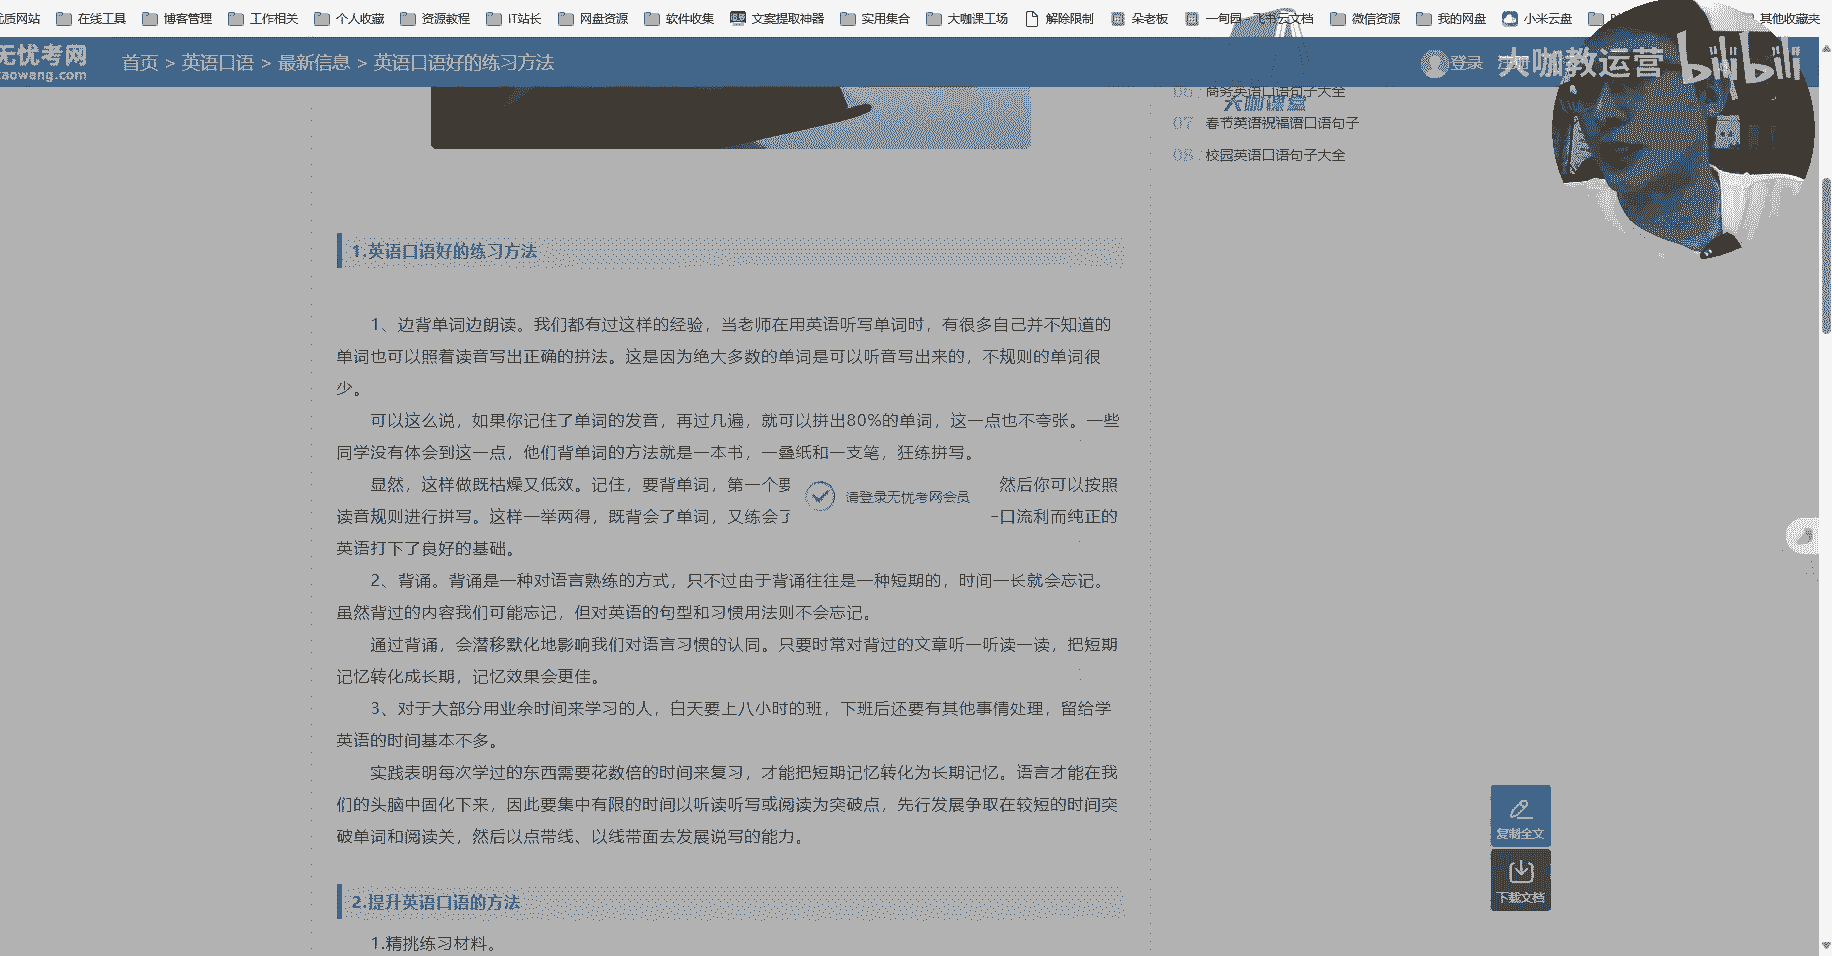 优质网站 在线工具 博客管理 工作相关 个人收藏 资源教程 IT站长 网盘资源 软件收集 文案提取神器 实用集合 大咖课工场 解除限制 朵老板 一甸园 - 飞书云文档 微信资源 我的网盘 小米云盘 其他收藏夹
无忧考网
aowang.com
首页 > 英语口语 > 最新信息 > 英语口语好的练习方法
登录 注册
大咖教运营 bilibili
06 商务英语口语句子大全
大咖课堂
07 春节英语祝福语口语句子
08 校园英语口语句子大全
1.英语口语好的练习方法
1、边背单词边朗读。我们都有过这样的经验，当老师在用英语听写单词时，有很多自己并不知道的
单词也可以照着读音写出正确的拼法。这是因为绝大多数的单词是可以听音写出来的，不规则的单词很
少。
可以这么说，如果你记住了单词的发音，再过几遍，就可以拼出80%的单词，这一点也不夸张。一些
同学没有体会到这一点，他们背单词的方法就是一本书，一叠纸和一支笔，狂练拼写。
显然，这样做既枯燥又低效。记住，要背单词，第一个要 然后你可以按照
请登录无忧考网会员
读音规则进行拼写。这样一举两得，既背会了单词，又练会了 一口流利而纯正的
英语打下了良好的基础。
2、背诵。背诵是一种对语言熟练的方式，只不过由于背诵往往是一种短期的，时间一长就会忘记。
虽然背过的内容我们可能忘记，但对英语的句型和习惯用法则不会忘记。
通过背诵，会潜移默化地影响我们对语言习惯的认同。只要时常对背过的文章听一听读一读，把短期
记忆转化成长期，记忆效果会更佳。
3、对于大部分用业余时间来学习的人，白天要上八小时的班，下班后还要有其他事情处理，留给学
英语的时间基本不多。
实践表明每次学过的东西需要花数倍的时间来复习，才能把短期记忆转化为长期记忆。语言才能在我
们的头脑中固化下来，因此要集中有限的时间以听读听写或阅读为突破点，先行发展争取在较短的时间突
破单词和阅读关，然后以点带线、以线带面去发展说写的能力。
复制全文
下载文档
2.提升英语口语的方法
1.精挑练习材料。